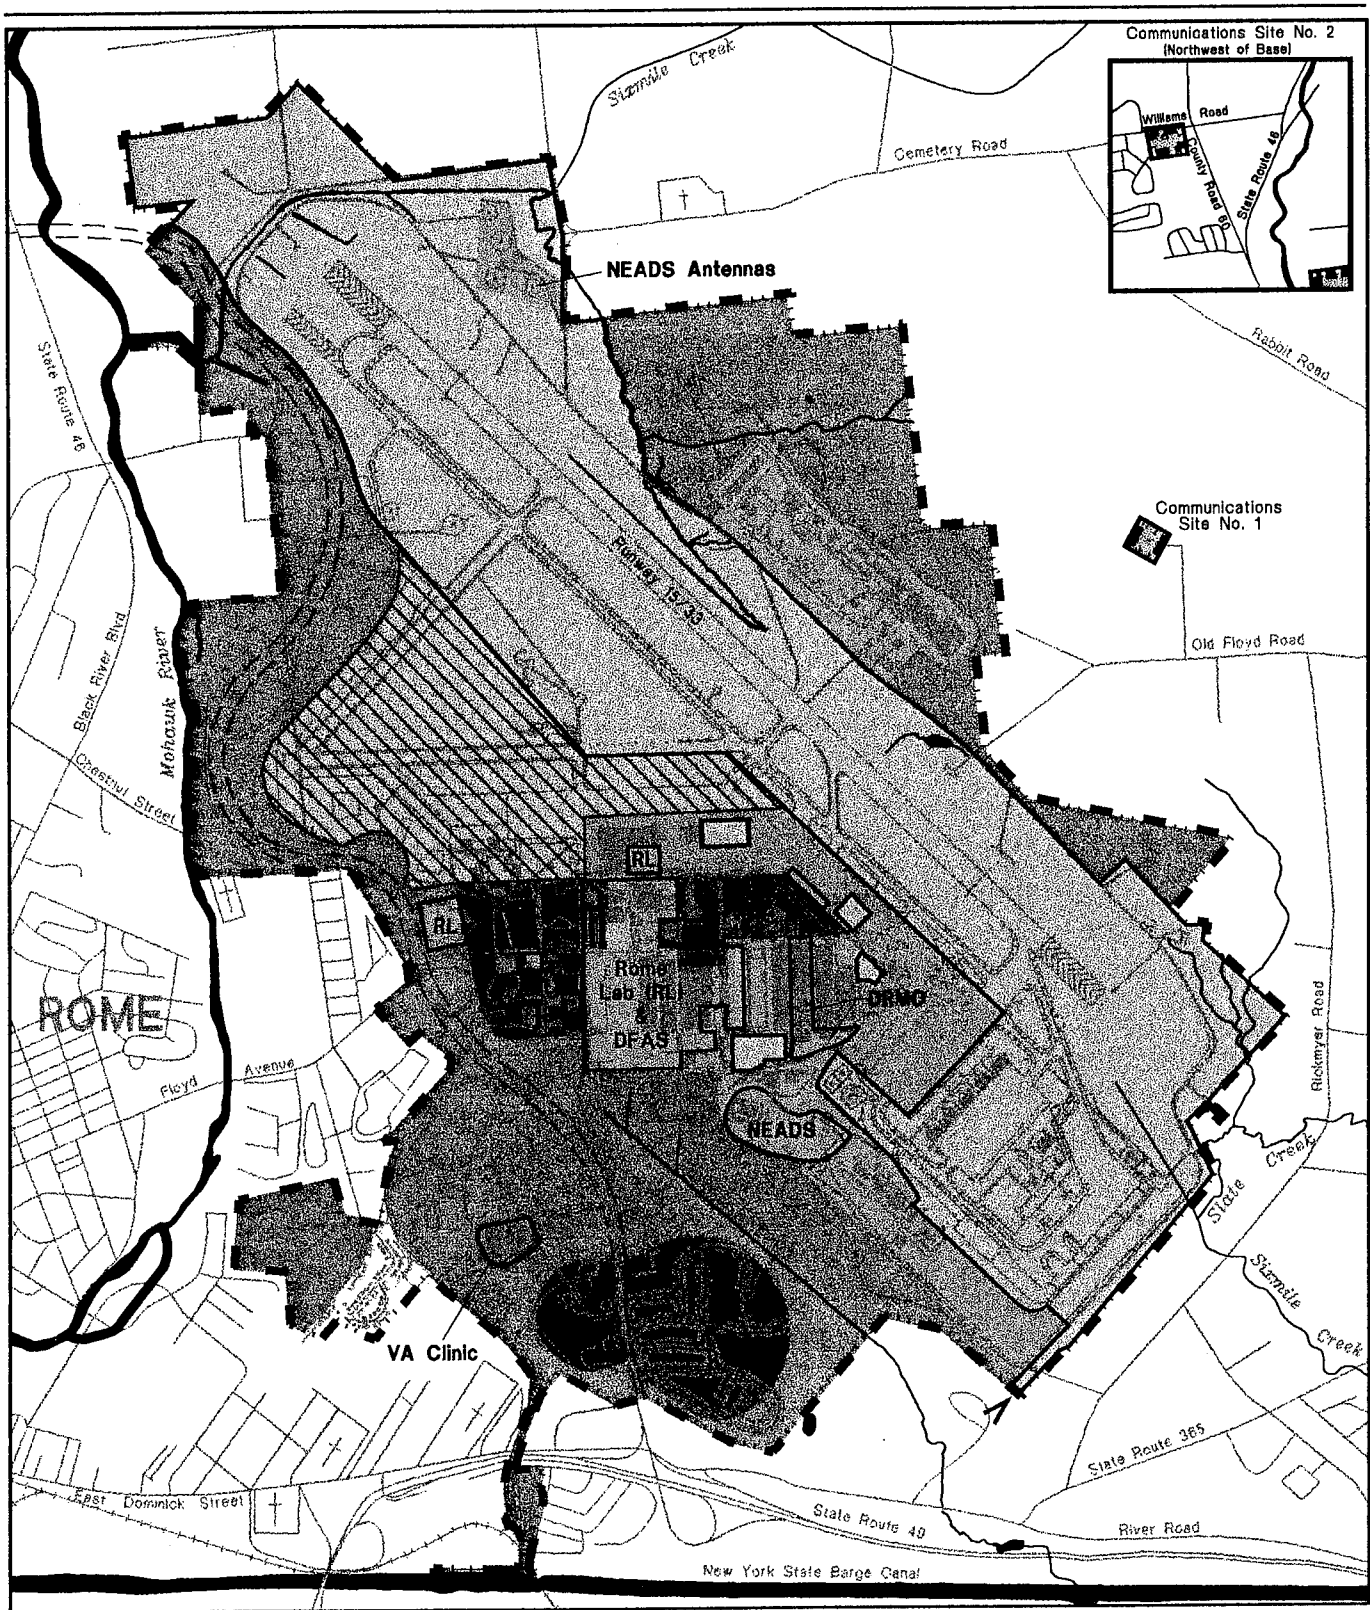 Communications Site No. 2
(Northwest of Base)
Williams Road
County Road 60
State Route 46
Sixmile Creek
Cemetery Road
NEADS Antennas
Rabbit Road
State Route 46
Communications
Site No. 1
Runway 15/33
Old Floyd Road
Black River Blvd
Mohawk River
Chestnut Street
RL
RL
Rome
Lab (RL)
&
DFAS
DRMO
ROME
Floyd Avenue
Rickmyer Road
NEADS
Slate Creek
Sixmile Creek
VA Clinic
State Route 365
East Dominick Street
State Route 49
River Road
New York State Barge Canal